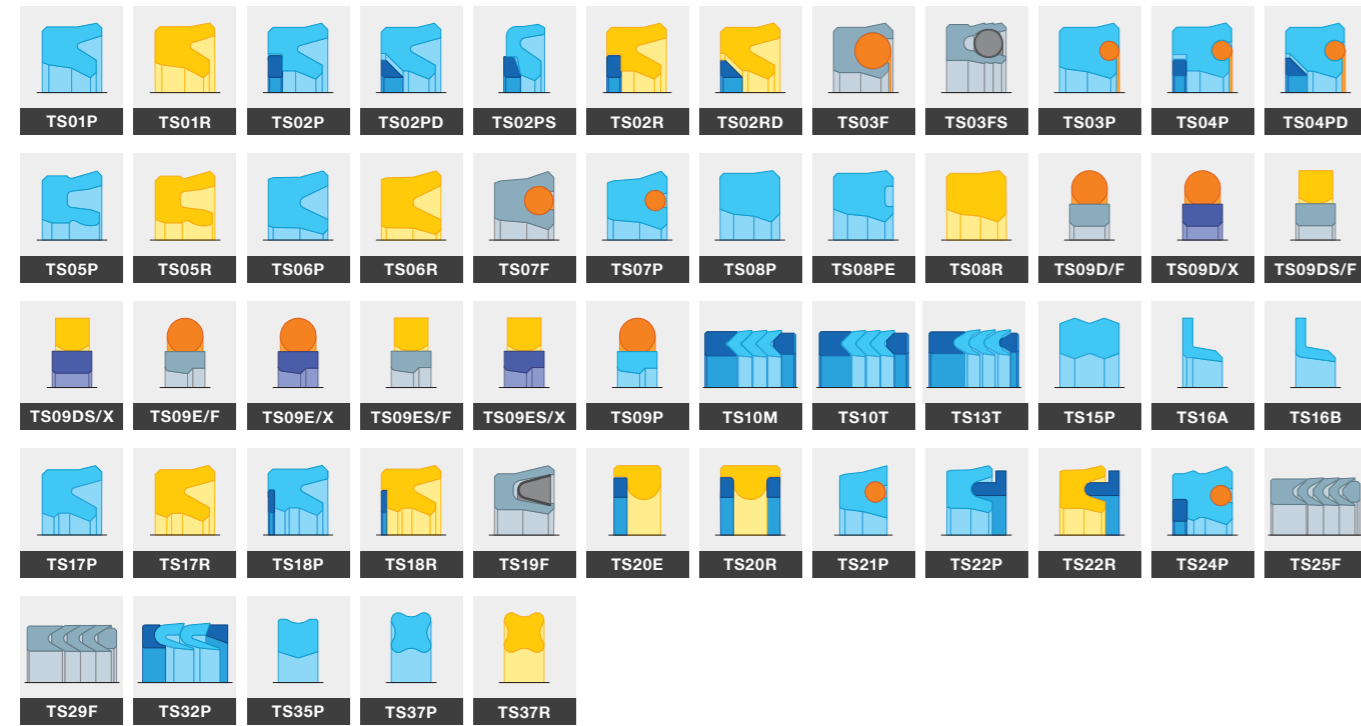 TS01P TS01R TS02P TS02PD TS02PS TS02R TS02RD TS03F TS03FS TS03P TS04P TS04PD
TS05P TS05R TS06P TS06R TS07F TS07P TS08P TS08PE TS08R TS09D/F TS09D/X TS09DS/F
TS09DS/X TS09E/F TS09E/X TS09ES/F TS09ES/X TS09P TS10M TS10T TS13T TS15P TS16A TS16B
TS17P TS17R TS18P TS18R TS19F TS20E TS20R TS21P TS22P TS22R TS24P TS25F
TS29F TS32P TS35P TS37P TS37R